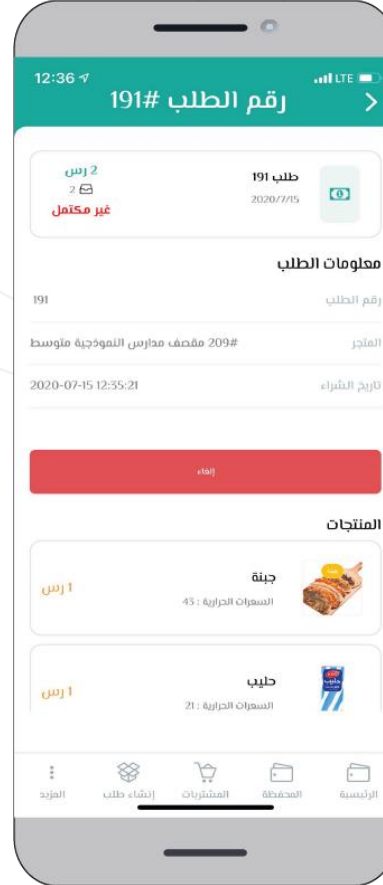 12:36 LTE
رقم الطلب #191
طلب 191
2 رس
2020/7/15
2
غير مكتمل
معلومات الطلب
رقم الطلب 191
المتجر #209 مقصف مدارس النموذجية متوسط
تاريخ الشراء 2020-07-15 12:35:21
إلغاء
المنتجات
جبنة
1 رس
السعرات الحرارية : 43
حليب
1 رس
السعرات الحرارية : 21
الرئيسية المحفظة المشتريات إنشاء طلب المزيد